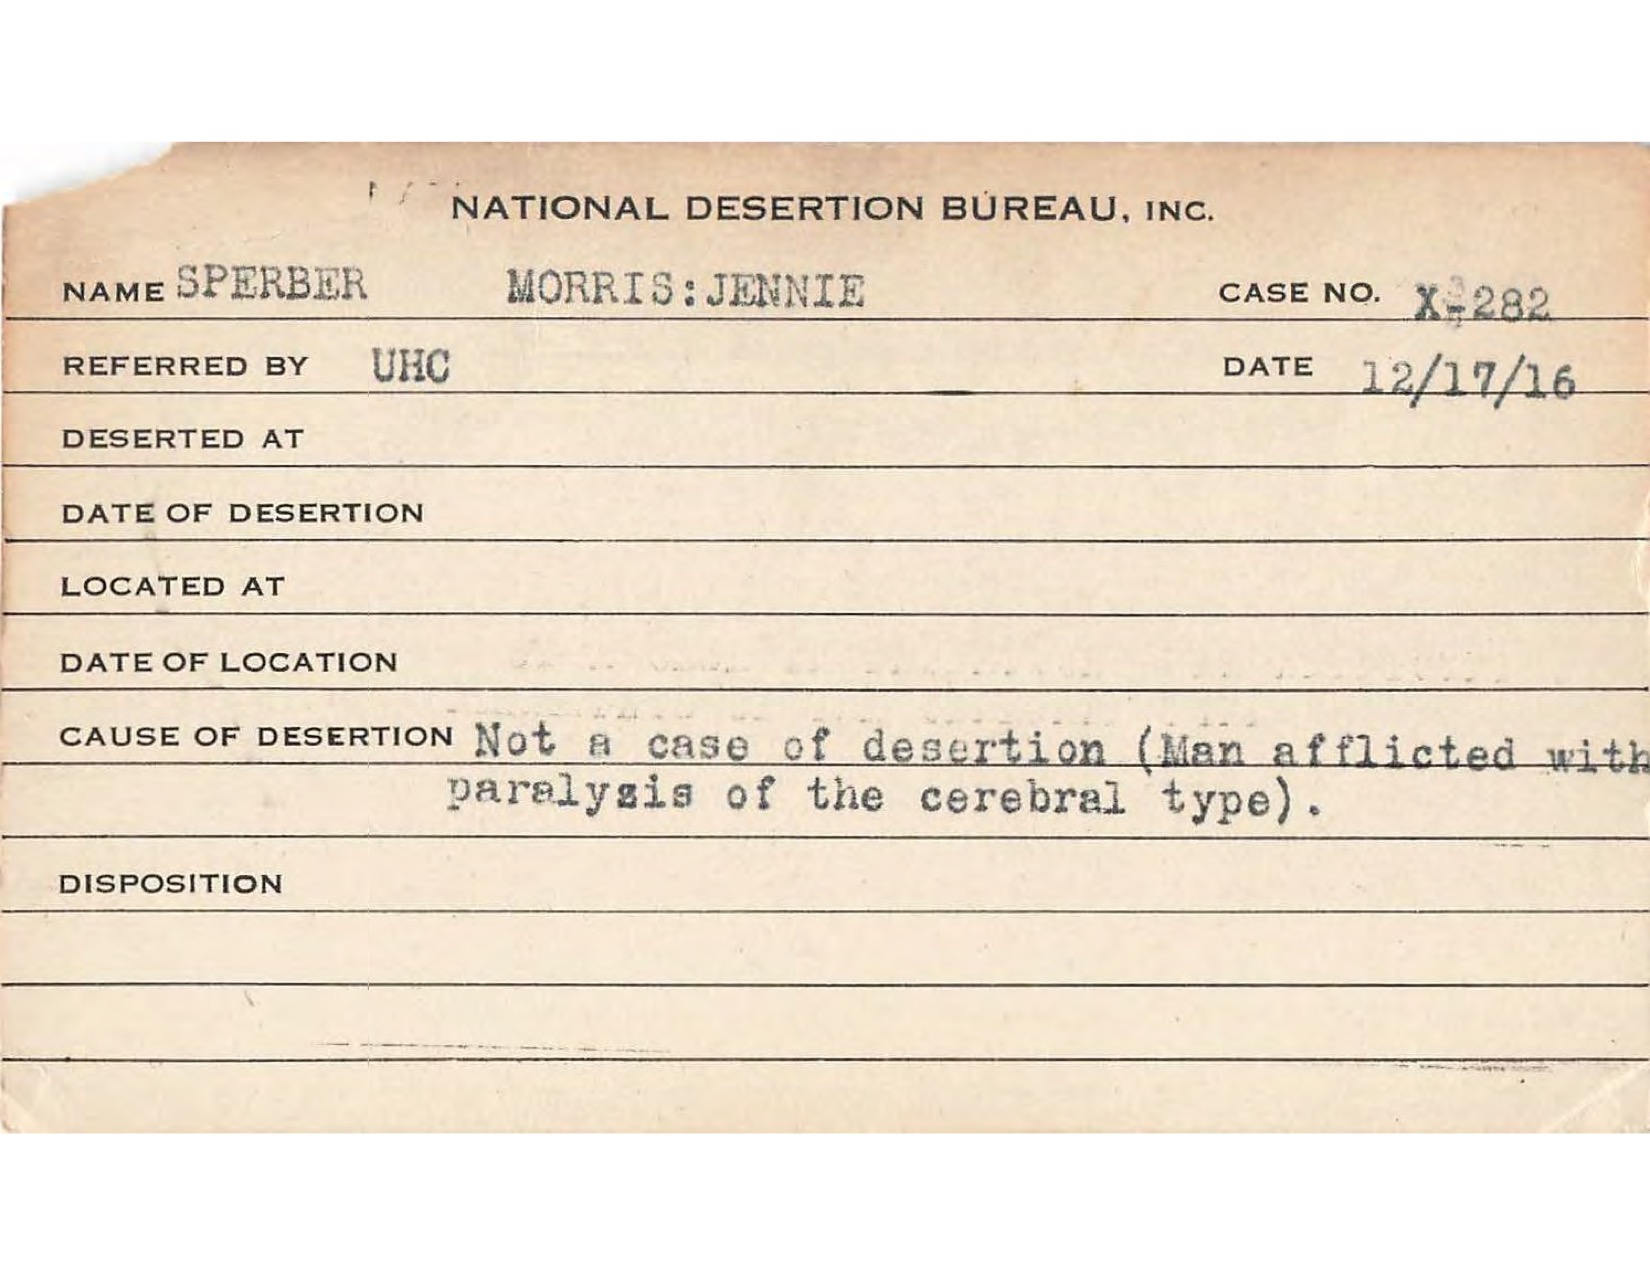 NATIONAL DESERTION BUREAU, INC.
NAME SPERBER MORRIS:JENNIE CASE NO. X-282
REFERRED BY UHC DATE 12/17/16
DESERTED AT
DATE OF DESERTION
LOCATED AT
DATE OF LOCATION
CAUSE OF DESERTION Not a case of desertion (Man afflicted with
paralysis of the cerebral type).
DISPOSITION